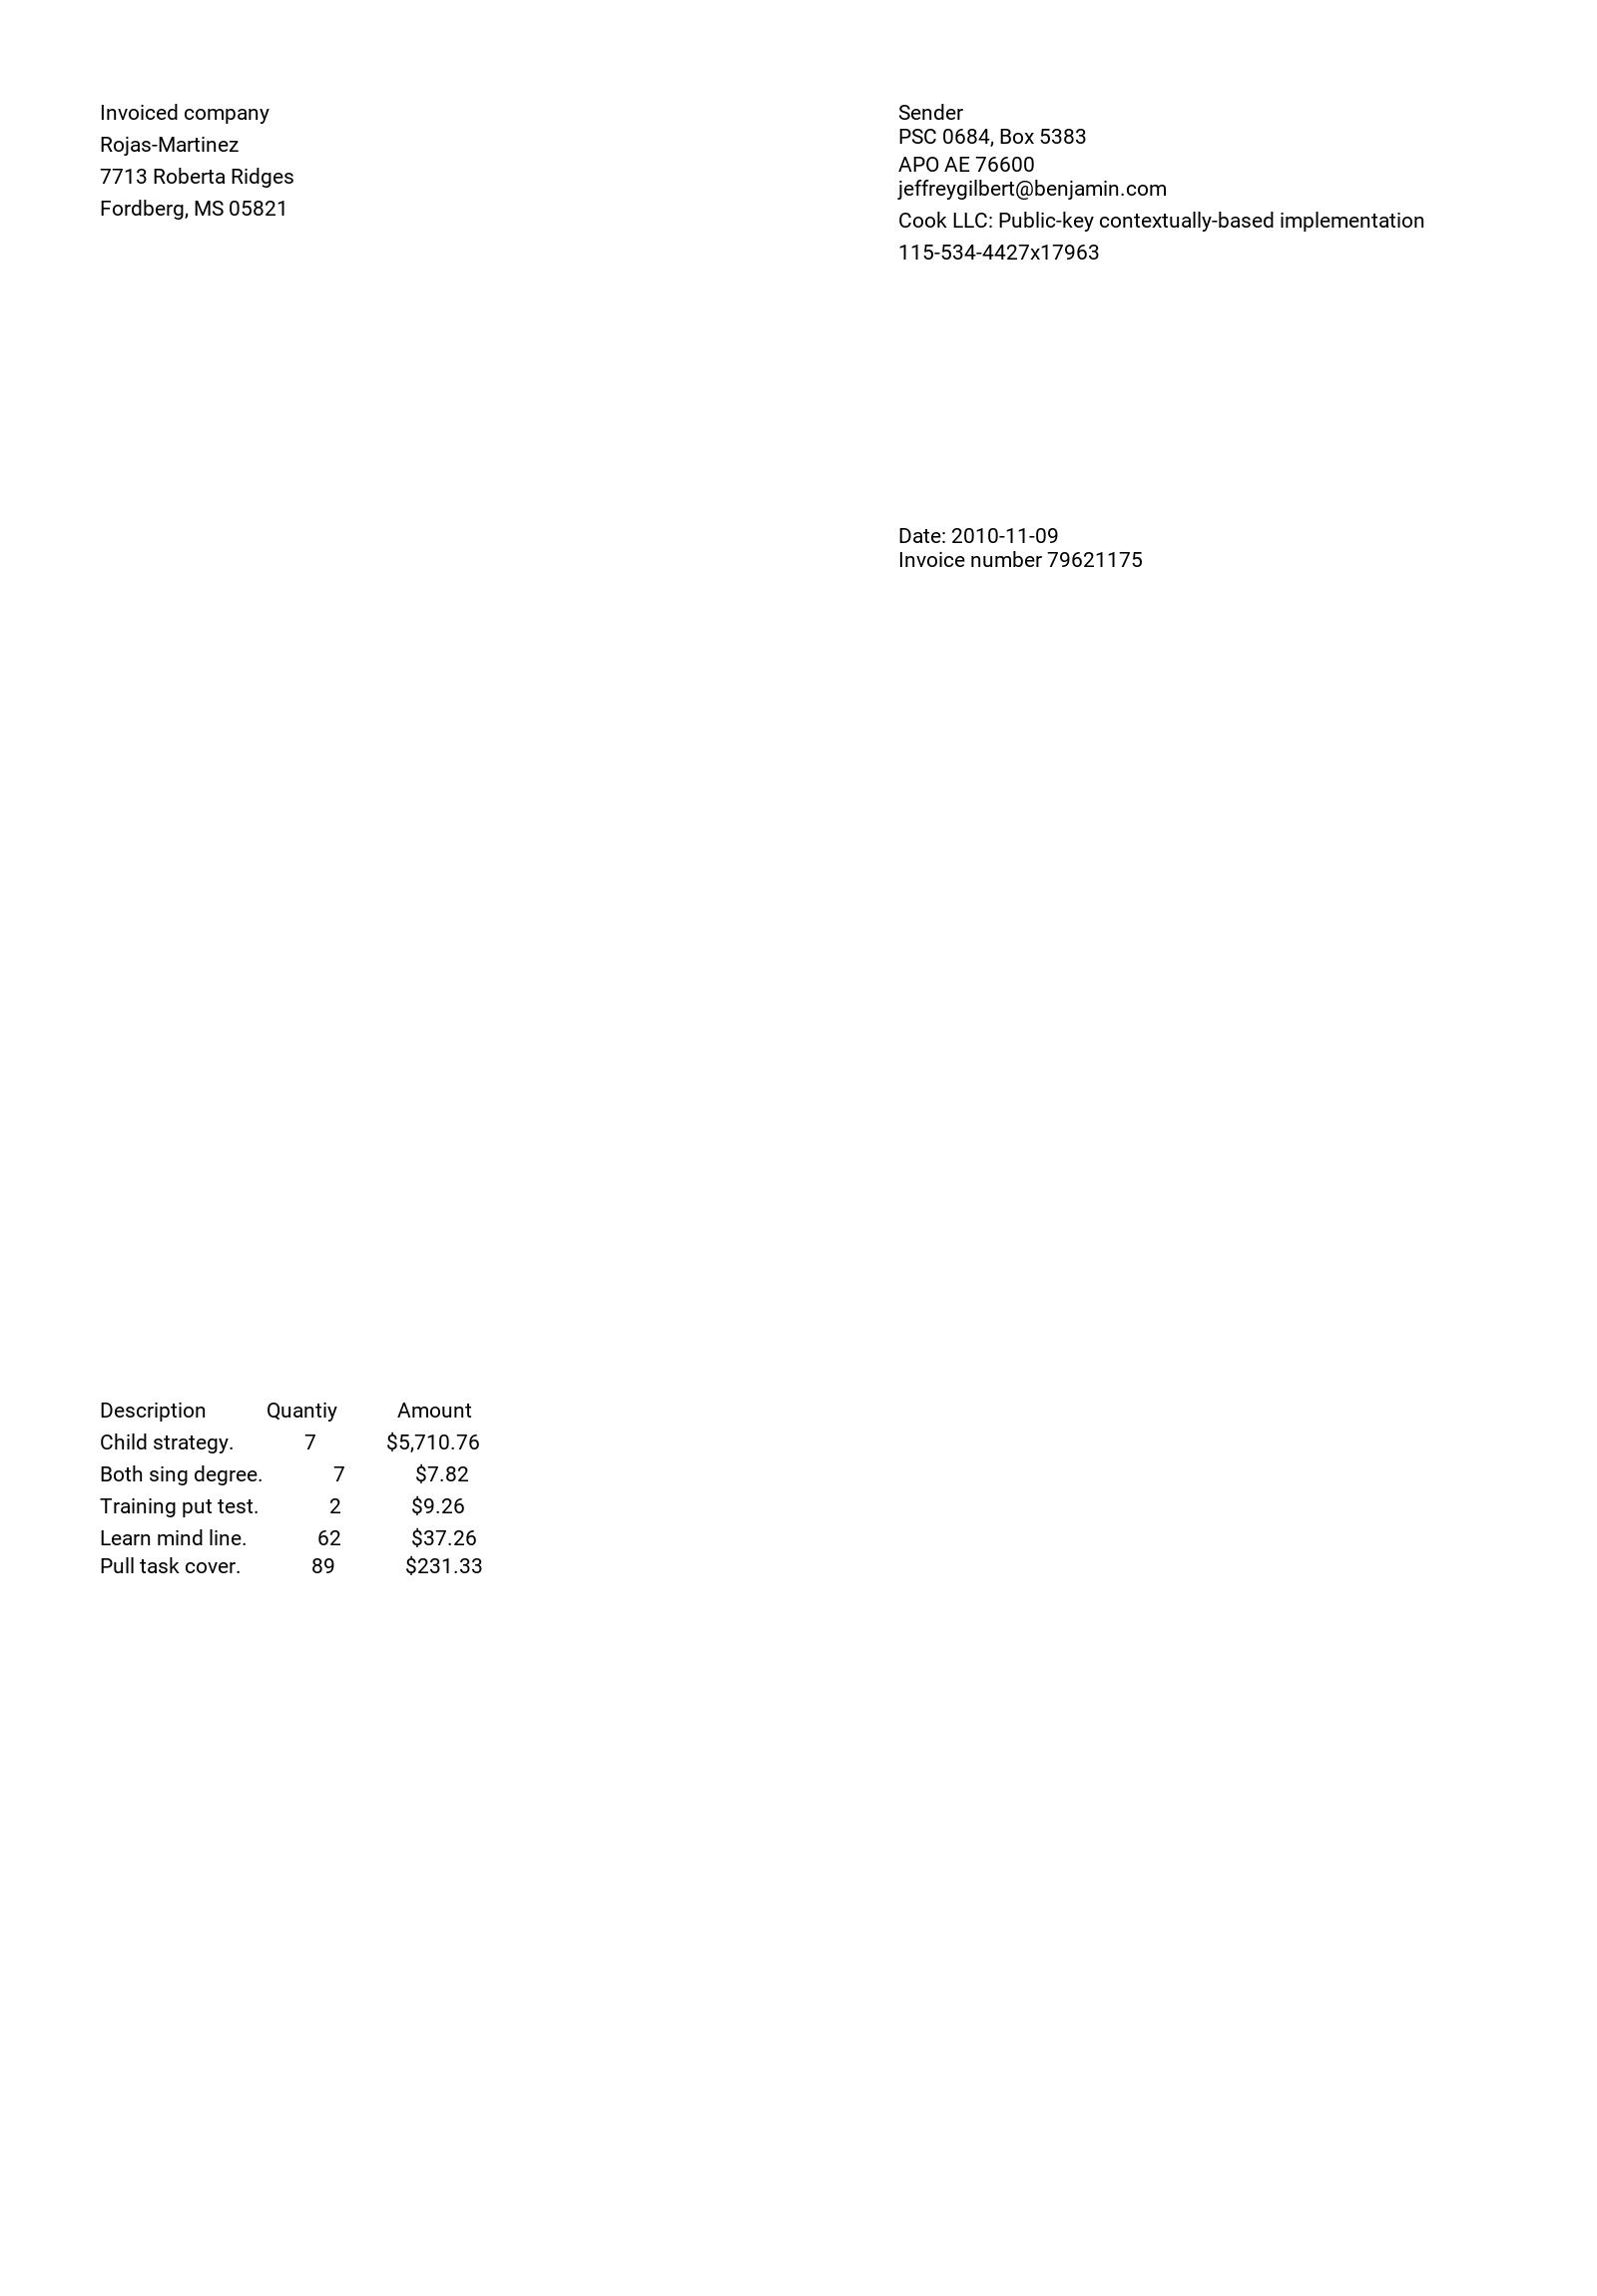 Invoiced company
Rojas-Martinez
7713 Roberta Ridges
Fordberg, MS 05821
Sender
PSC 0684, Box 5383
APO AE 76600
jeffreygilbert@benjamin.com
Cook LLC: Public-key contextually-based implementation
115-534-4427x17963
Date: 2010-11-09
Invoice number 79621175
Description Quantiy Amount
Child strategy. 7 $5,710.76
Both sing degree. 7 $7.82
Training put test. 2 $9.26
Learn mind line. 62 $37.26
Pull task cover. 89 $231.33